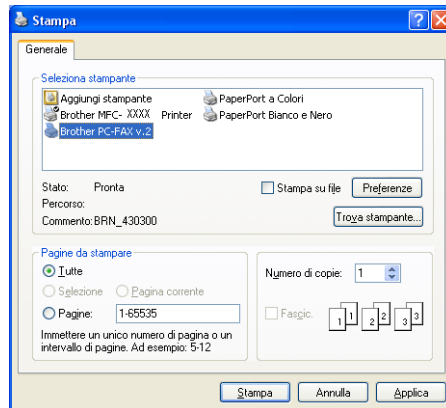 Stampa
Generale
Seleziona stampante
Aggiungi stampante
PaperPort a Colori
Brother MFC- XXXX Printer
PaperPort Bianco e Nero
Brother PC-FAX v.2
Stato: Pronta
Stampa su file
Preferenze
Percorso:
Commento: BRN_430300
Trova stampante...
Pagine da stampare
Tutte
Numero di copie: 1
Selezione
Pagina corrente
Pagine: 1-65535
Fascic.
1 1 2 2 3 3
Immettere un unico numero di pagina o un
intervallo di pagine. Ad esempio: 5-12
Stampa
Annulla
Applica